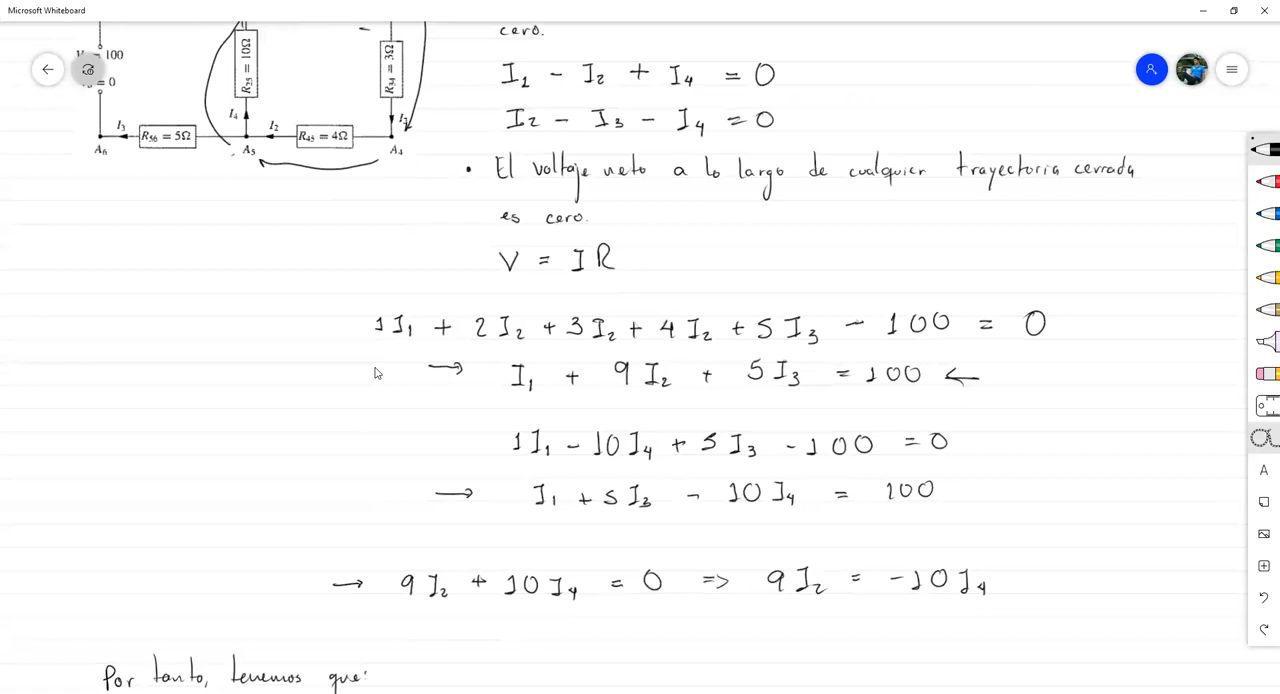 Microsoft Whiteboard
cero.
= 100
= 0
R35 = 10Ω
R34 = 3Ω
I₁ - I₂ + I₄ = 0
I₂ - I₃ - I₄ = 0
I₄
I₃
R56 = 5Ω
I₂
R45 = 4Ω
A₆
A₅
A₄
• El voltaje neto a lo largo de cualquier trayectoria cerrada
es cero.
V = IR
1I₁ + 2I₂ + 3I₂ + 4I₂ + 5I₃ - 100 = 0
→ I₁ + 9I₂ + 5I₃ = 100 ←
1I₁ - 10I₄ + 5I₃ - 100 = 0
→ I₁ + 5I₃ - 10I₄ = 100
→ 9I₂ + 10I₄ = 0 => 9I₂ = -10I₄
Por tanto, tenemos que:
A